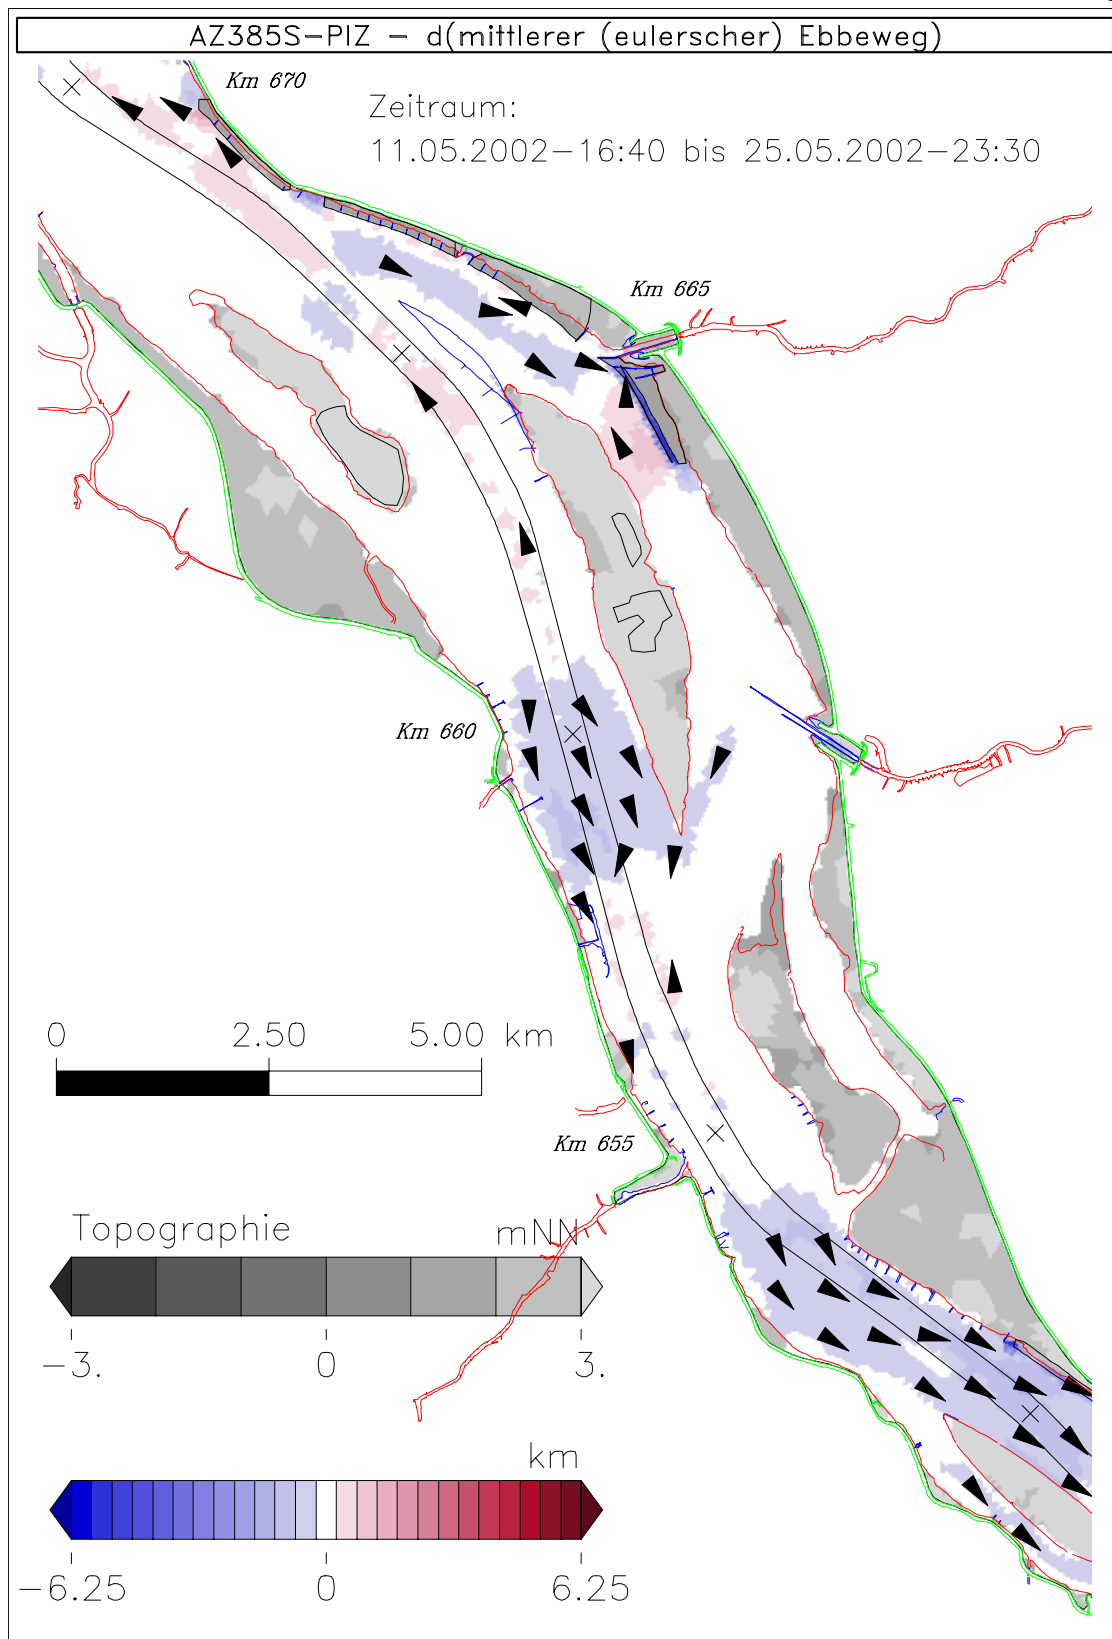 AZ385S-PIZ - d(mittlerer (eulerscher) Ebbeweg)
Km 670
Zeitraum:
11.05.2002-16:40 bis 25.05.2002-23:30
Km 665
Km 660
0 2.50 5.00 km
Km 655
Topographie mNN
-3. 0 3.
km
-6.25 0 6.25